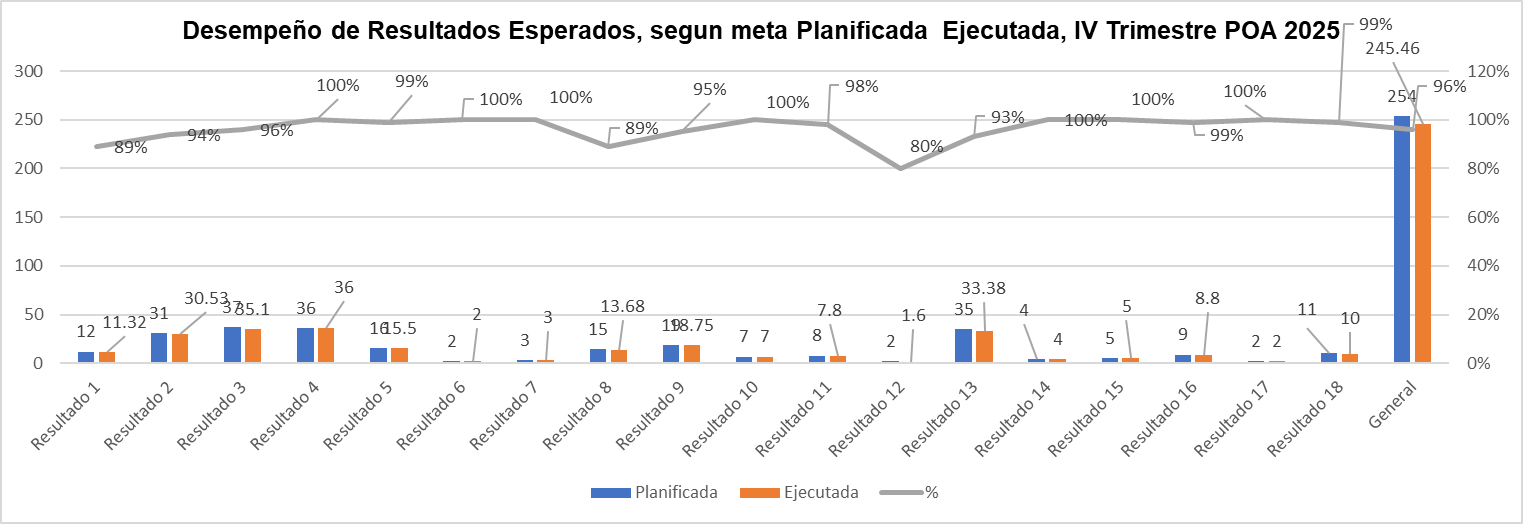 Desempeño de Resultados Esperados, segun meta Planificada  Ejecutada, IV Trimestre POA 2025
99%
245.46
300 100% 99% 120%
250 89% 94% 96% 100% 100% 89% 95% 100% 98% 80% 93% 100% 100% 99% 100% 254 96% 100%
200 80%
150 60%
100 40%
50 12 11.32 31 30.53 37 35.1 36 36 16 15.5 2 2 3 3 15 13.68 19 18.75 7 7 8 7.8 2 1.6 35 33.38 4 4 5 5 9 8.8 2 2 11 10 20%
0 0%
Resultado 1
Resultado 2
Resultado 3
Resultado 4
Resultado 5
Resultado 6
Resultado 7
Resultado 8
Resultado 9
Resultado 10
Resultado 11
Resultado 12
Resultado 13
Resultado 14
Resultado 15
Resultado 16
Resultado 17
Resultado 18
General
Planificada Ejecutada %